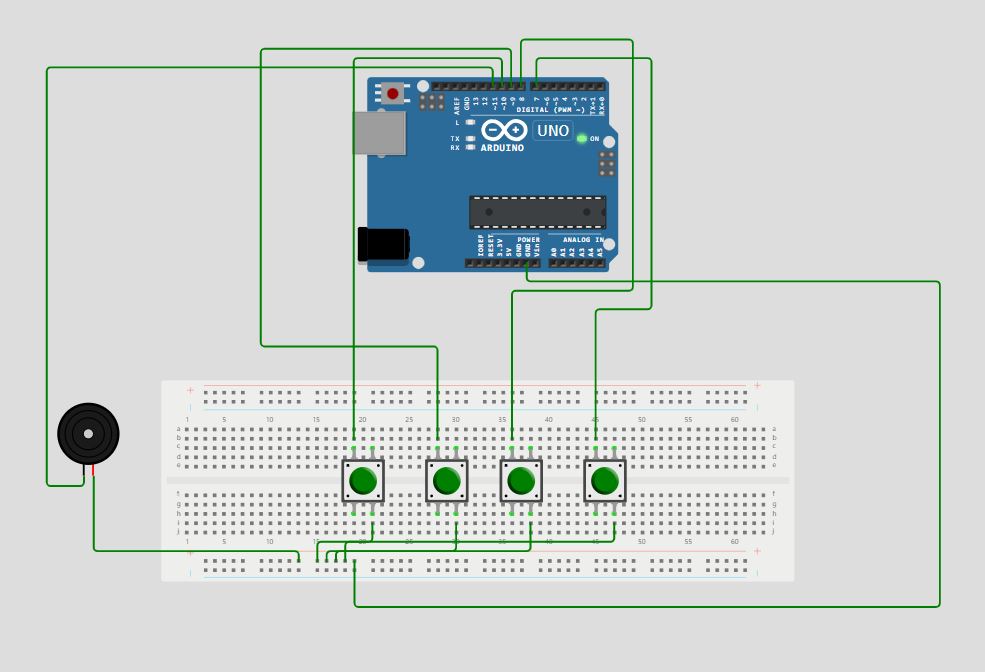 AREF
GND
13
12
~11
~10
~9
8
7
~6
~5
4
~3
2
TX→1
RX←0
DIGITAL (PWM ~)
L
TX
RX
UNO
ON
ARDUINO
IOREF
RESET
3.3V
5V
GND
GND
Vin
POWER
ANALOG IN
A0
A1
A2
A3
A4
A5
1 5 10 15 20 25 30 35 40 45 50 55 60
a a
b b
c c
d d
e e
f f
g g
h h
i i
j j
1 5 10 15 20 25 30 35 40 45 50 55 60